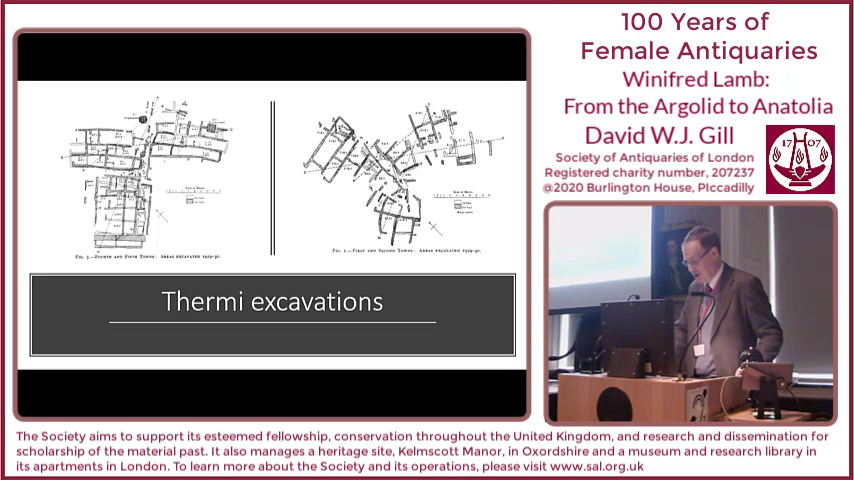 100 Years of
Female Antiquaries
Winifred Lamb:
From the Argolid to Anatolia
David W.J. Gill
Society of Antiquaries of London
Registered charity number, 207237
@2020 Burlington House, PIccadilly
17 07
FIG. 3.—FOURTH AND FIFTH TOWNS: AREAS EXCAVATED 1929-30.
FIG. 2.—FIRST AND SECOND TOWNS: AREAS EXCAVATED 1929-30.
Thermi excavations
The Society aims to support its esteemed fellowship, conservation throughout the United Kingdom, and research and dissemination for
scholarship of the material past. It also manages a heritage site, Kelmscott Manor, in Oxordshire and a museum and research library in
its apartments in London. To learn more about the Society and its operations, please visit www.sal.org.uk